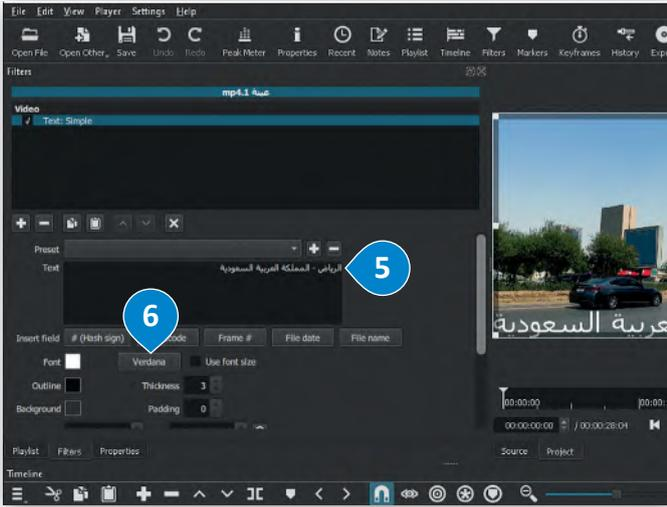 File Edit View Player Settings Help
Open File Open Other.. Save Undo Redo Peak Meter Properties Recent Notes Playlist Timeline Filters Markers Keyframes History
Filters
عينة 1.mp4
Video
Text: Simple
Preset
Text
الرياض - المملكة العربية السعودية
5
6
Insert field # (Hash sign) Frame # File date File name
Font Verdana Use font size
Outline Thickness 3
Background Padding 0
السعودية
00:00:00 00:00:
00:00:00:00 / 00:00:28:04
Playlist Filters Properties
Source Project
Timeline